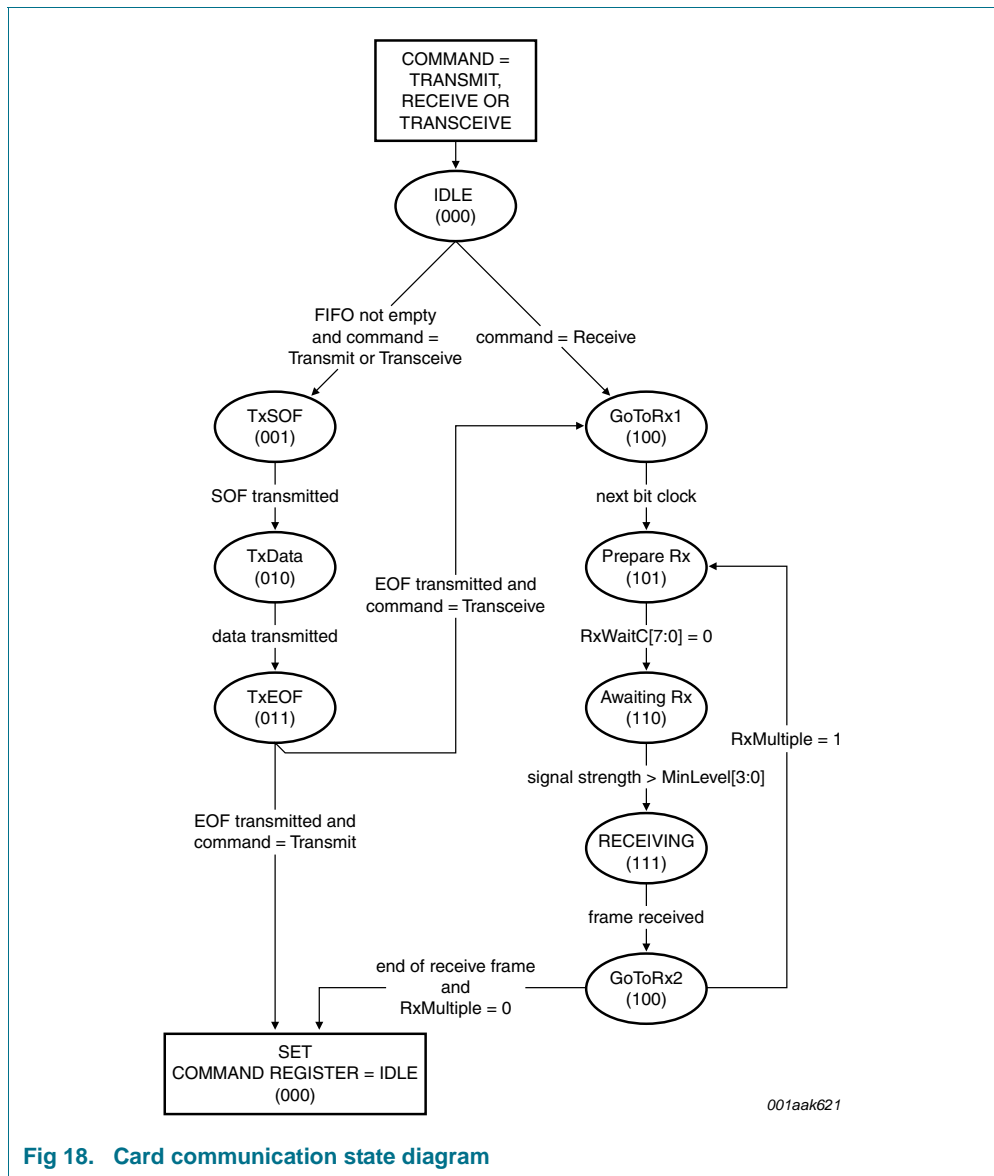 COMMAND =
TRANSMIT,
RECEIVE OR
TRANSCEIVE
IDLE
(000)
FIFO not empty
and command =
Transmit or Transceive
command = Receive
TxSOF
(001)
GoToRx1
(100)
SOF transmitted
next bit clock
TxData
(010)
Prepare Rx
(101)
EOF transmitted and
command = Transceive
data transmitted
RxWaitC[7:0] = 0
TxEOF
(011)
Awaiting Rx
(110)
RxMultiple = 1
signal strength > MinLevel[3:0]
EOF transmitted and
command = Transmit
RECEIVING
(111)
frame received
end of receive frame
and
RxMultiple = 0
GoToRx2
(100)
SET
COMMAND REGISTER = IDLE
(000)
001aak621
Fig 18. Card communication state diagram